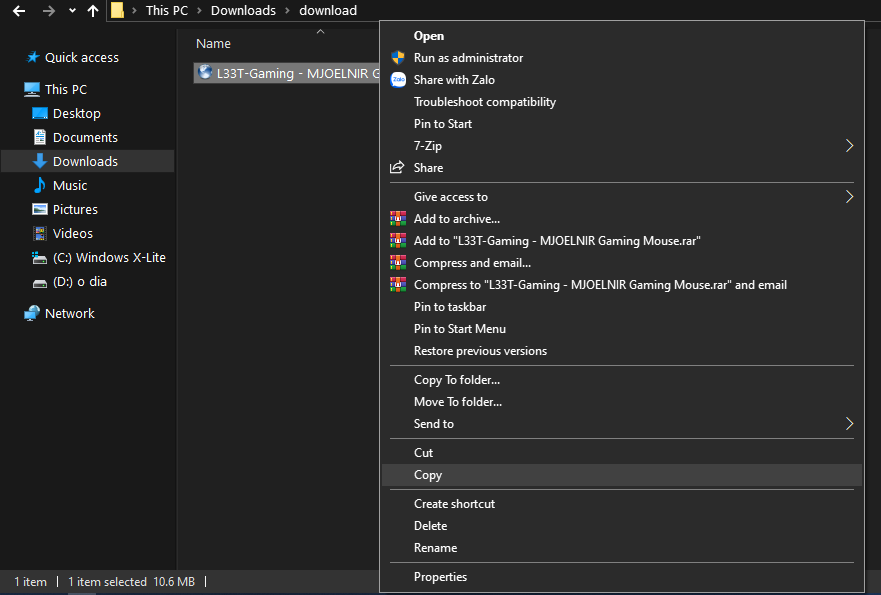 This PC > Downloads > download
Name
Quick access
This PC
Desktop
Documents
Downloads
Music
Pictures
Videos
(C:) Windows X-Lite
(D:) o dia
Network
L33T-Gaming - MJOELNIR G
Open
Run as administrator
Zalo Share with Zalo
Troubleshoot compatibility
Pin to Start
7-Zip
Share
Give access to
Add to archive...
Add to "L33T-Gaming - MJOELNIR Gaming Mouse.rar"
Compress and email...
Compress to "L33T-Gaming - MJOELNIR Gaming Mouse.rar" and email
Pin to taskbar
Pin to Start Menu
Restore previous versions
Copy To folder...
Move To folder...
Send to
Cut
Copy
Create shortcut
Delete
Rename
Properties
1 item | 1 item selected 10.6 MB |